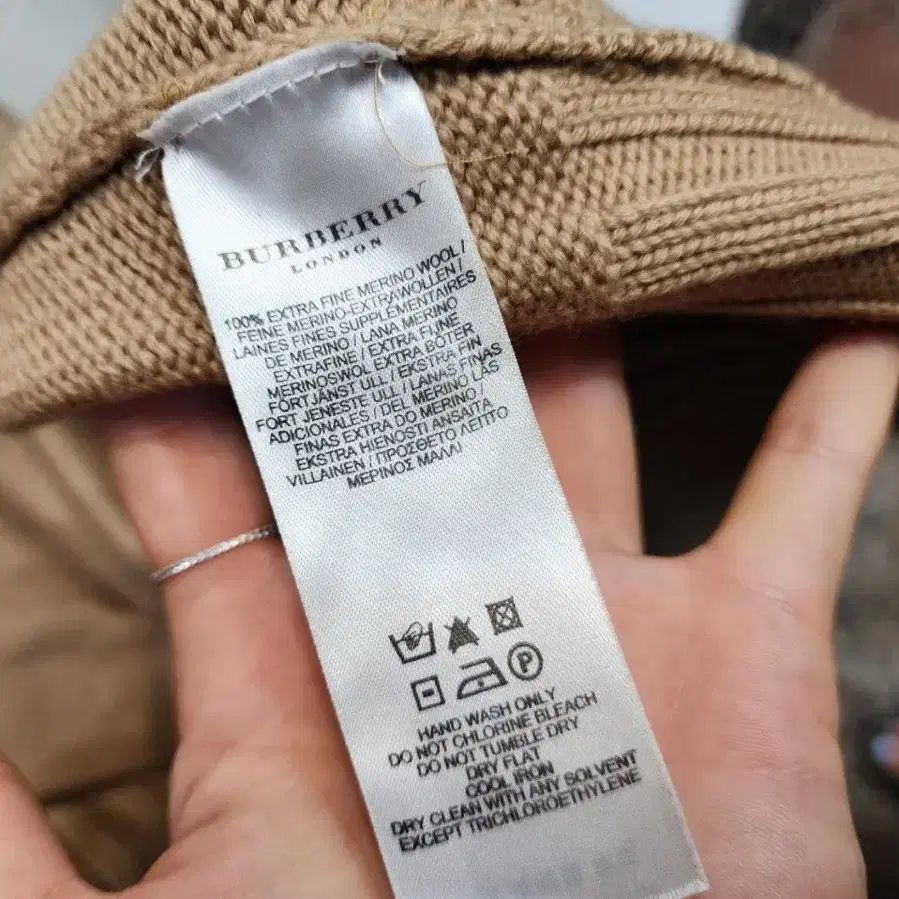 BURBERRY
LONDON
100% EXTRA FINE MERINO WOOL /
FEINE MERINO-EXTRAWOLLEN /
LAINES FINES SUPPLÉMENTAIRES
DE MERINO / LANA MERINO
EXTRAFINE / EXTRA FIJNE
MERINOSWOL EXTRA BÖTER
FORTJÄNST ULL / EKSTRA FIN
FORT JENESTE ULL / LANAS FINAS
ADICIONALES / DEL MERINO LAS
FINAS EXTRA DO MERINO /
EKSTRA HIENOSTI ANSAITA
VILLAINEN / ΠΡΟΣΘΕΤΟ ΛΕΠΤΟ
ΜΕΡΙΝΟΣ ΜΑΛΛΙ
P
HAND WASH ONLY
DO NOT CHLORINE BLEACH
DO NOT TUMBLE DRY
DRY FLAT
COOL IRON
DRY CLEAN WITH ANY SOLVENT
EXCEPT TRICHLOROETHYLENE